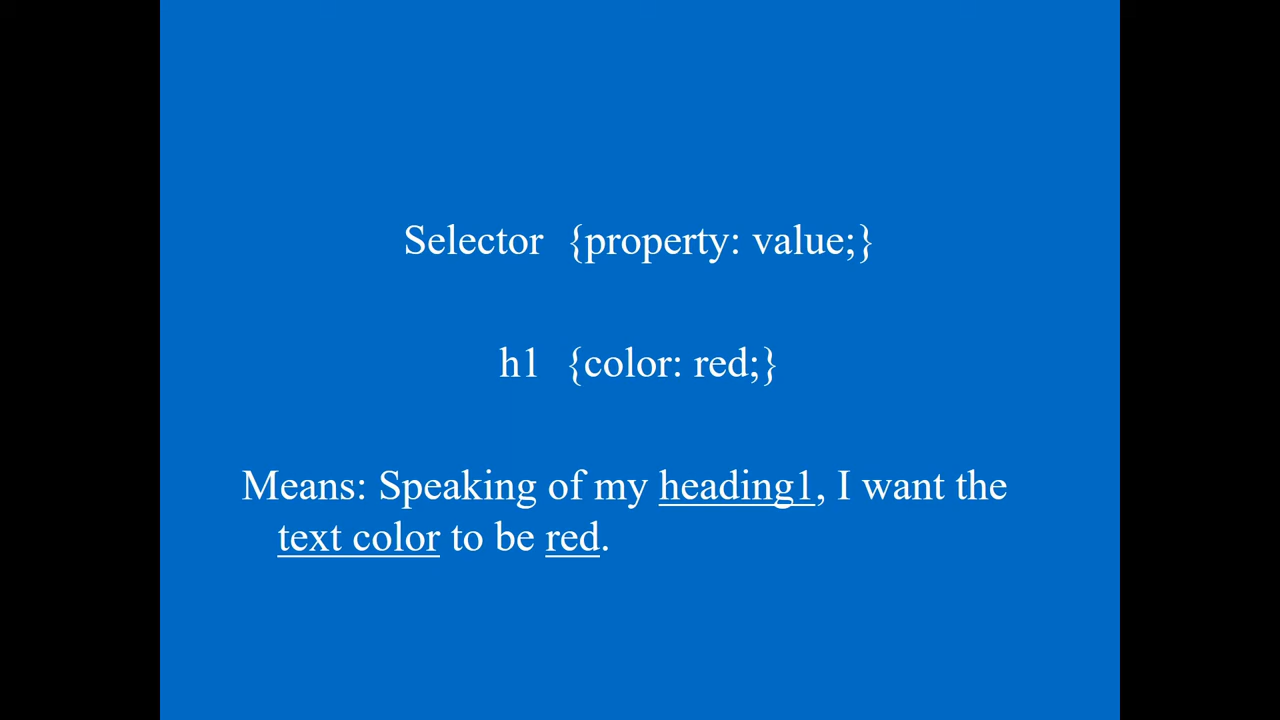 Selector {property: value;}
h1 {color: red;}
Means: Speaking of my heading1, I want the
text color to be red.